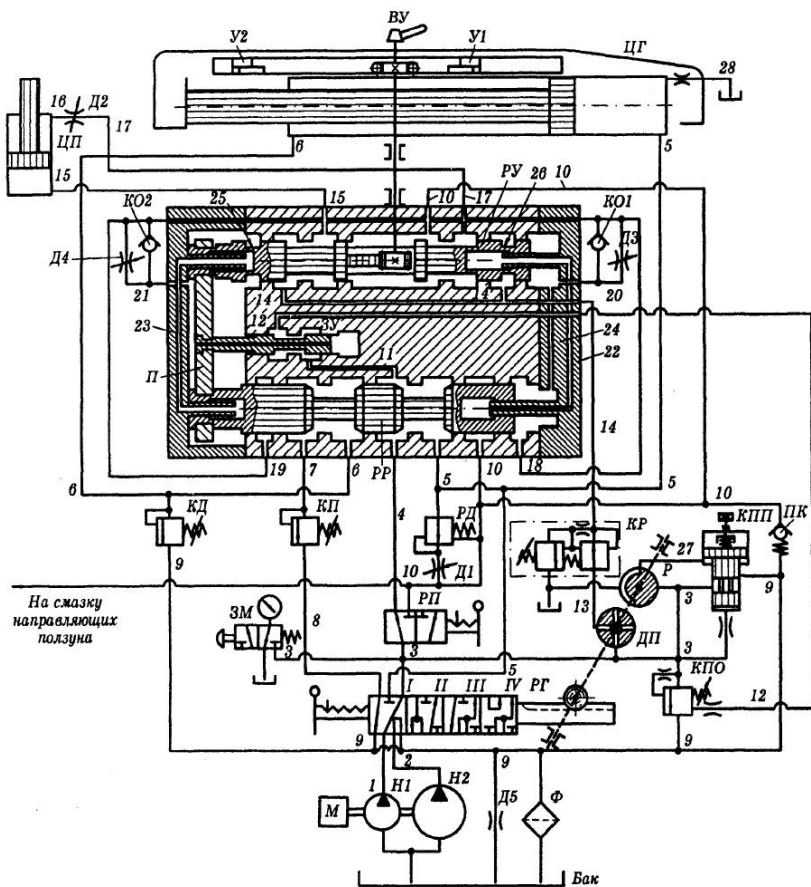 ВУ
У2
У1
ЦГ
28
16
Д2
ЦП
17
6
5
15
КО2
25
15
10
17
РУ
26
10
КО1
Д4
Д3
21
14
4
20
12
ЗУ
23
24
П
11
22
14
19
7
6
РР
5
10
18
5
6
4
КД
КП
РД
КР
10
КПП
ПК
9
10
Д1
27
Р
9
На смазку
направляющих
ползуна
ЗМ
8
РП
13
3
3
3
ДП
3
КПО
5
I
II
III
IV
РГ
12
9
2
9
9
1
Н1
Н2
М
Д5
Ф
Бак